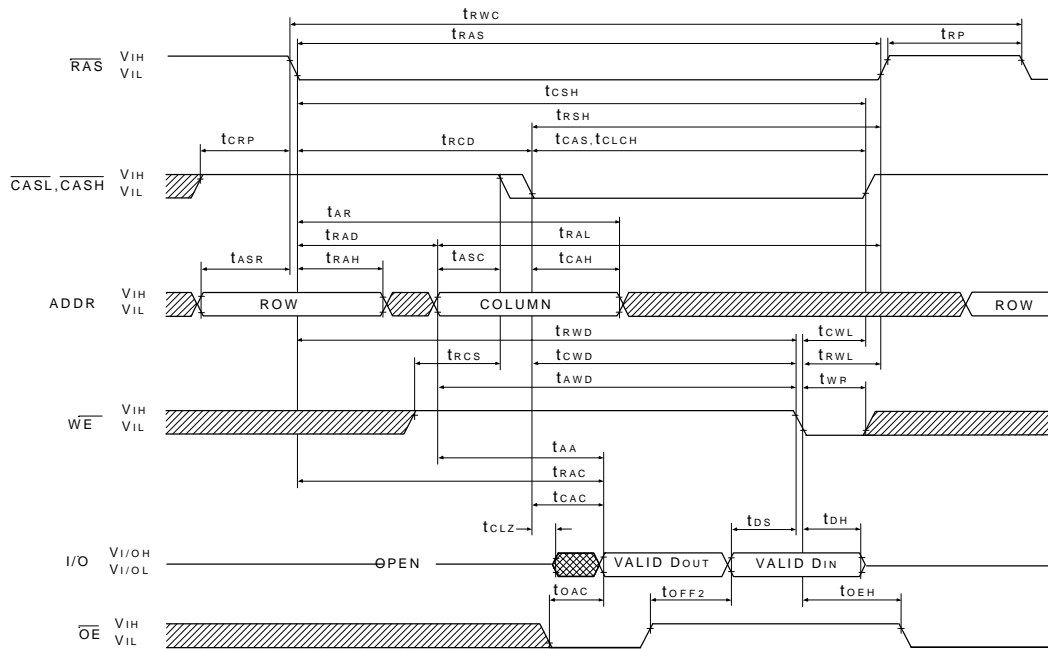 tRWC
tRAS
tRP
RAS VIH
VIL
tCSH
tRSH
tCRP
tRCD
tCAS,tCLCH
CASL,CASH VIH
VIL
tAR
tRAD
tRAL
tASR
tRAH
tASC
tCAH
ADDR VIH
VIL
ROW
COLUMN
ROW
tRWD
tCWL
tRCS
tCWD
tRWL
tAWD
tWP
WE VIH
VIL
tAA
tRAC
tCAC
tCLZ
tDS
tDH
I/O VI/OH
VI/OL
OPEN
VALID DOUT
VALID DIN
tOAC
tOFF2
tOEH
OE VIH
VIL